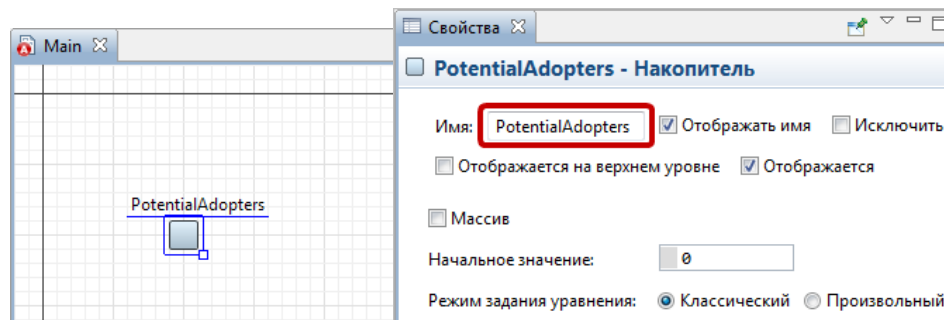 Main
PotentialAdopters
Свойства
PotentialAdopters - Накопитель
Имя: PotentialAdopters Отображать имя Исключить
Отображается на верхнем уровне Отображается
Массив
Начальное значение: 0
Режим задания уравнения: Классический Произвольный